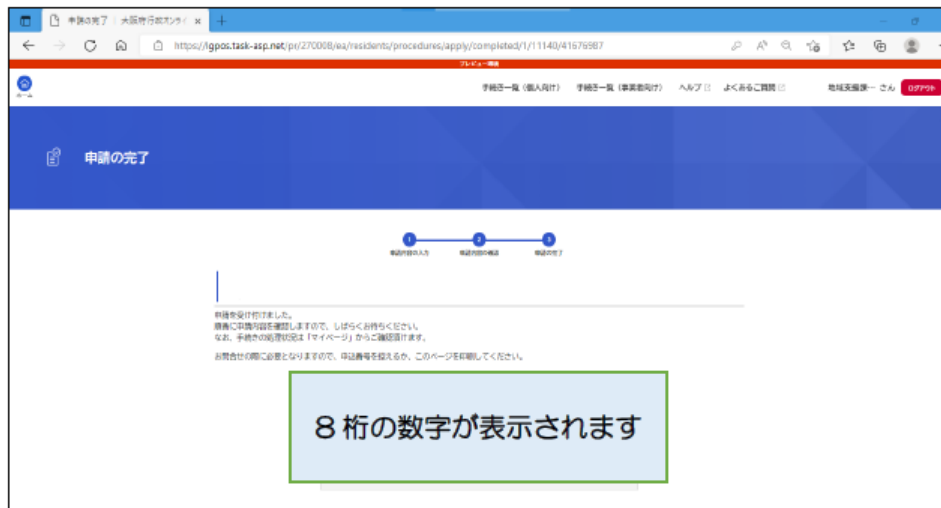 申請の完了 | 大阪府行政オンライ
https://lgpos.task-asp.net/pr/270008/ea/residents/procedures/apply/completed/1/11140/41676987
プレビュー環境
ホーム
手続き一覧（個人向け）
手続き一覧（事業者向け）
ヘルプ
よくあるご質問
地域支援課… さん
ログアウト
申請の完了
1
2
3
申請内容の入力
申請内容の確認
申請の完了
申請を受け付けました。
順番に申請内容を確認しますので、しばらくお待ちください。
なお、手続きの処理状況は「マイページ」からご確認頂けます。
お問合せの際に必要となりますので、申込番号を控えるか、このページを印刷してください。
８桁の数字が表示されます